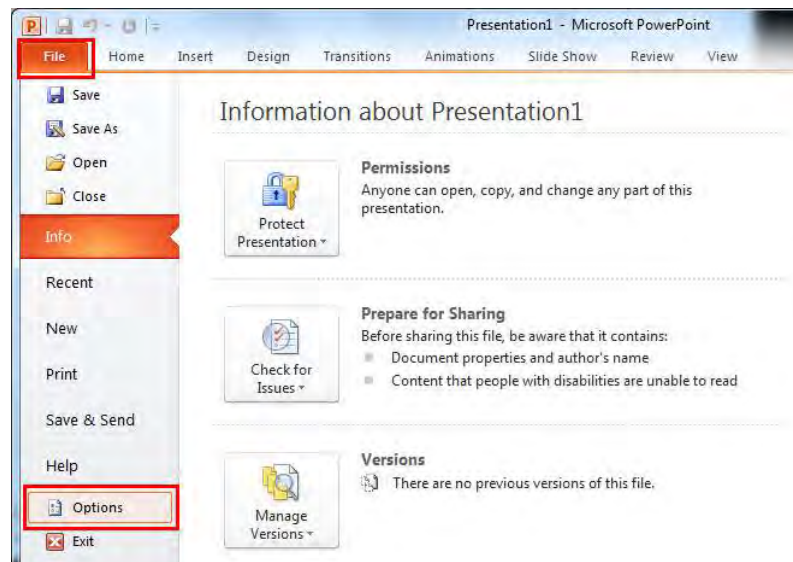 P
Presentation1 - Microsoft PowerPoint
File Home Insert Design Transitions Animations Slide Show Review View
Save
Save As
Open
Close
Info
Recent
New
Print
Save & Send
Help
Options
Exit
Information about Presentation1
Protect
Presentation
Permissions
Anyone can open, copy, and change any part of this
presentation.
Check for
Issues
Prepare for Sharing
Before sharing this file, be aware that it contains:
Document properties and author's name
Content that people with disabilities are unable to read
Manage
Versions
Versions
There are no previous versions of this file.